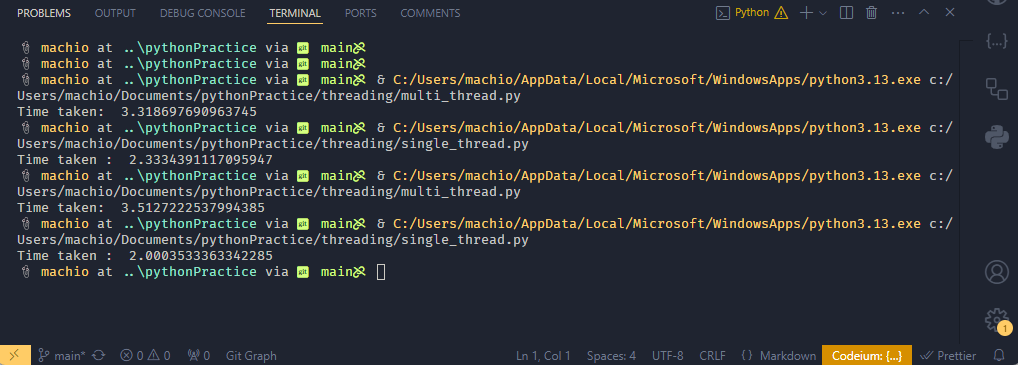 PROBLEMS OUTPUT DEBUG CONSOLE TERMINAL PORTS COMMENTS Python
machio at ..\pythonPractice via git main
machio at ..\pythonPractice via git main
machio at ..\pythonPractice via git main & C:/Users/machio/AppData/Local/Microsoft/WindowsApps/python3.13.exe c:/
Users/machio/Documents/pythonPractice/threading/multi_thread.py
Time taken:  3.318697690963745
machio at ..\pythonPractice via git main & C:/Users/machio/AppData/Local/Microsoft/WindowsApps/python3.13.exe c:/
Users/machio/Documents/pythonPractice/threading/single_thread.py
Time taken :  2.3334391117095947
machio at ..\pythonPractice via git main & C:/Users/machio/AppData/Local/Microsoft/WindowsApps/python3.13.exe c:/
Users/machio/Documents/pythonPractice/threading/multi_thread.py
Time taken:  3.5127222537994385
machio at ..\pythonPractice via git main & C:/Users/machio/AppData/Local/Microsoft/WindowsApps/python3.13.exe c:/
Users/machio/Documents/pythonPractice/threading/single_thread.py
Time taken :  2.0003533363342285
machio at ..\pythonPractice via git main
1
main* 0 0 0 Git Graph Ln 1, Col 1 Spaces: 4 UTF-8 CRLF {} Markdown Codeium: {...} Prettier